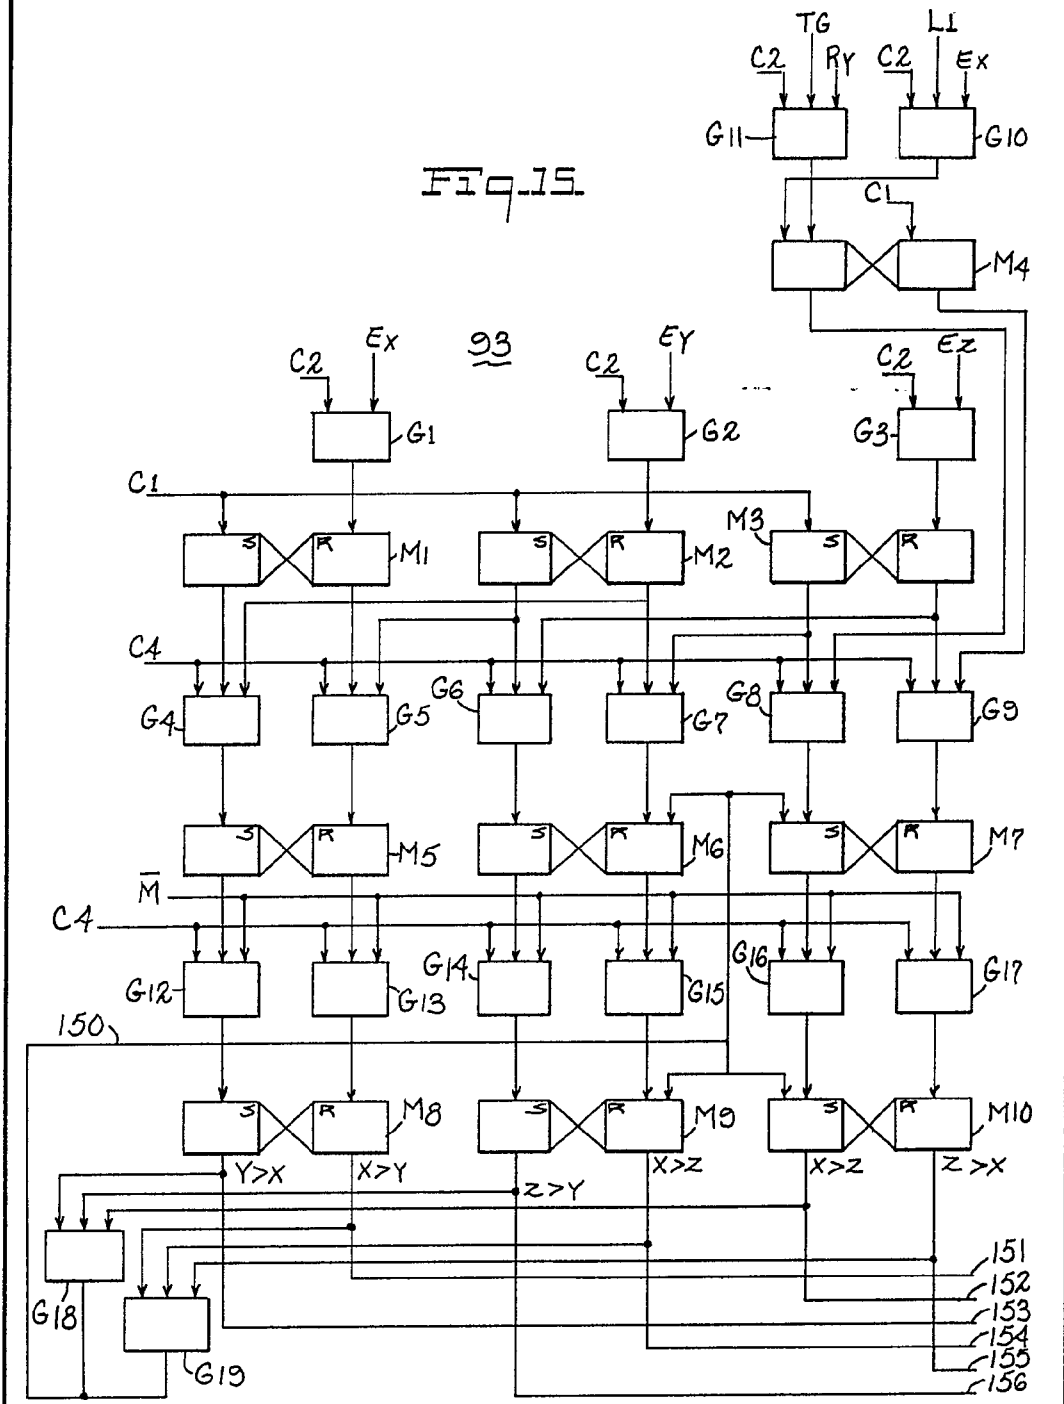 TG L1
C2 RY C2 EX
G11 G10
Fig. 15.
C1
M4
93
EX EY EZ
C2 C2 C2
G1 G2 G3
C1
S R M1 S R M2 M3 S R
C4
G4 G5 G6 G7 G8 G9
S R M5 S R M6 S R M7
M̅
C4
G12 G13 G14 G15 G16 G17
150
S R M8 S R M9 S R M10
Y>X X>Y Z>Y X>Z X>Z Z>X
151
152
153
154
155
156
G18
G19